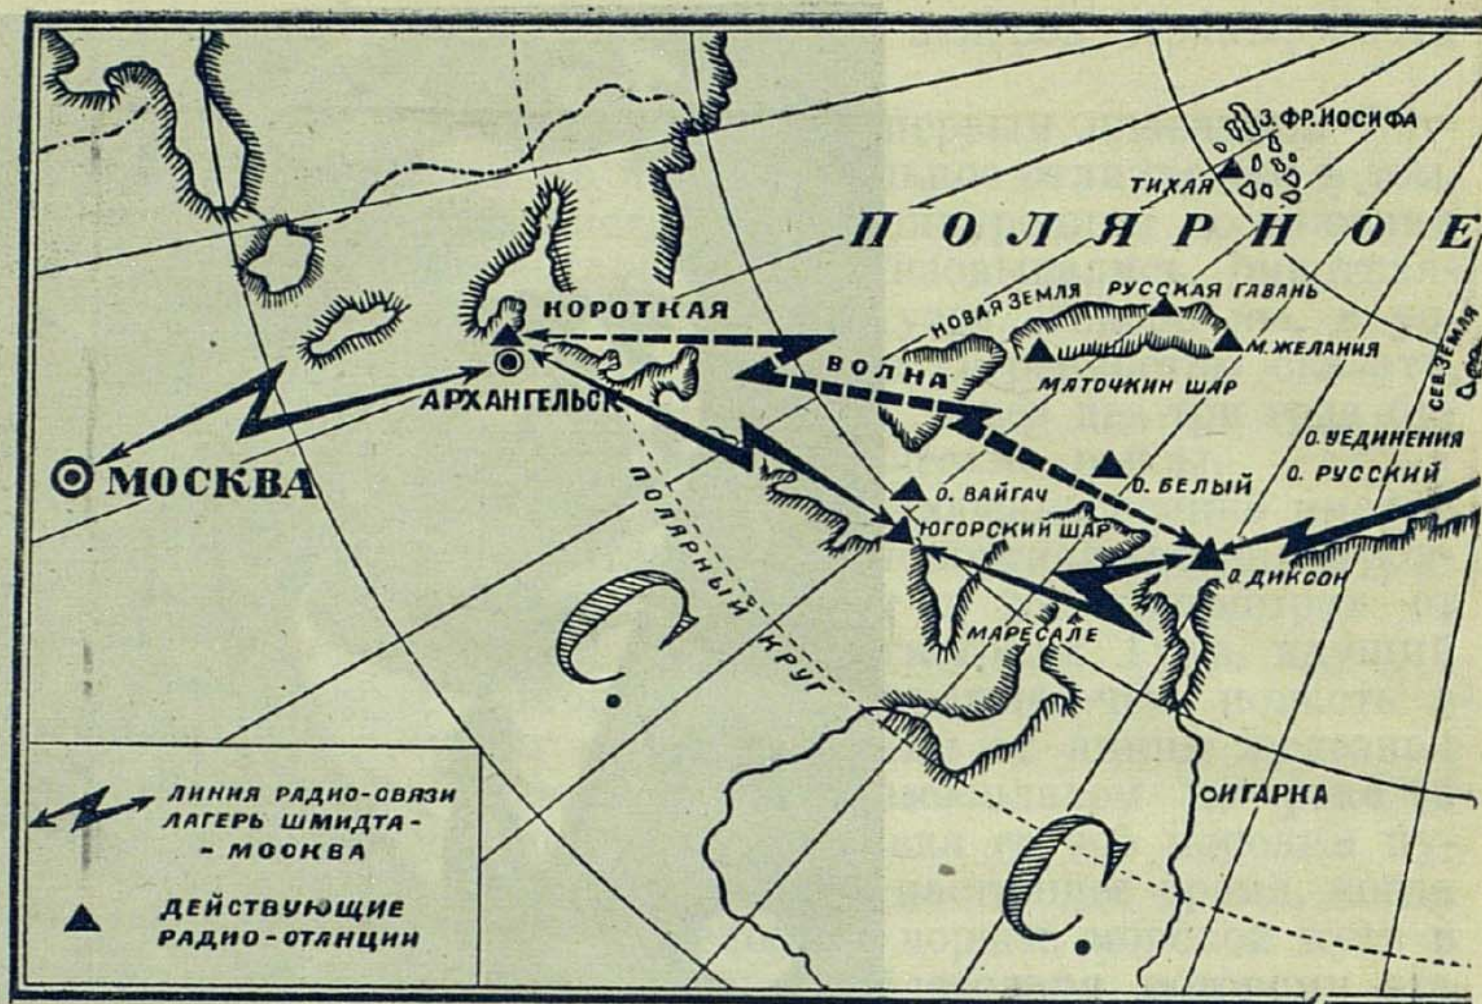 З. ФР. ИОСИФА
ТИХАЯ
ПОЛЯРНОЕ
НОВАЯ ЗЕМЛЯ
РУССКАЯ ГАВАНЬ
КОРОТКАЯ
ВОЛНА
М. ЖЕЛАНИЯ
МАТОЧКИН ШАР
СЕВ. ЗЕМЛЯ
АРХАНГЕЛЬСК
МОСКВА
О. УЕДИНЕНИЯ
О. РУССКИЙ
О. БЕЛЫЙ
О. ВАЙГАЧ
ЮГОРСКИЙ ШАР
О. ДИКСОН
ПОЛЯРНЫЙ КРУГ
МАРЕСАЛЕ
С.
ИГАРКА
С.
ЛИНИЯ РАДИО-СВЯЗИ
ЛАГЕРЬ ШМИДТА-
- МОСКВА
ДЕЙСТВУЮЩИЕ
РАДИО-СТАНЦИИ